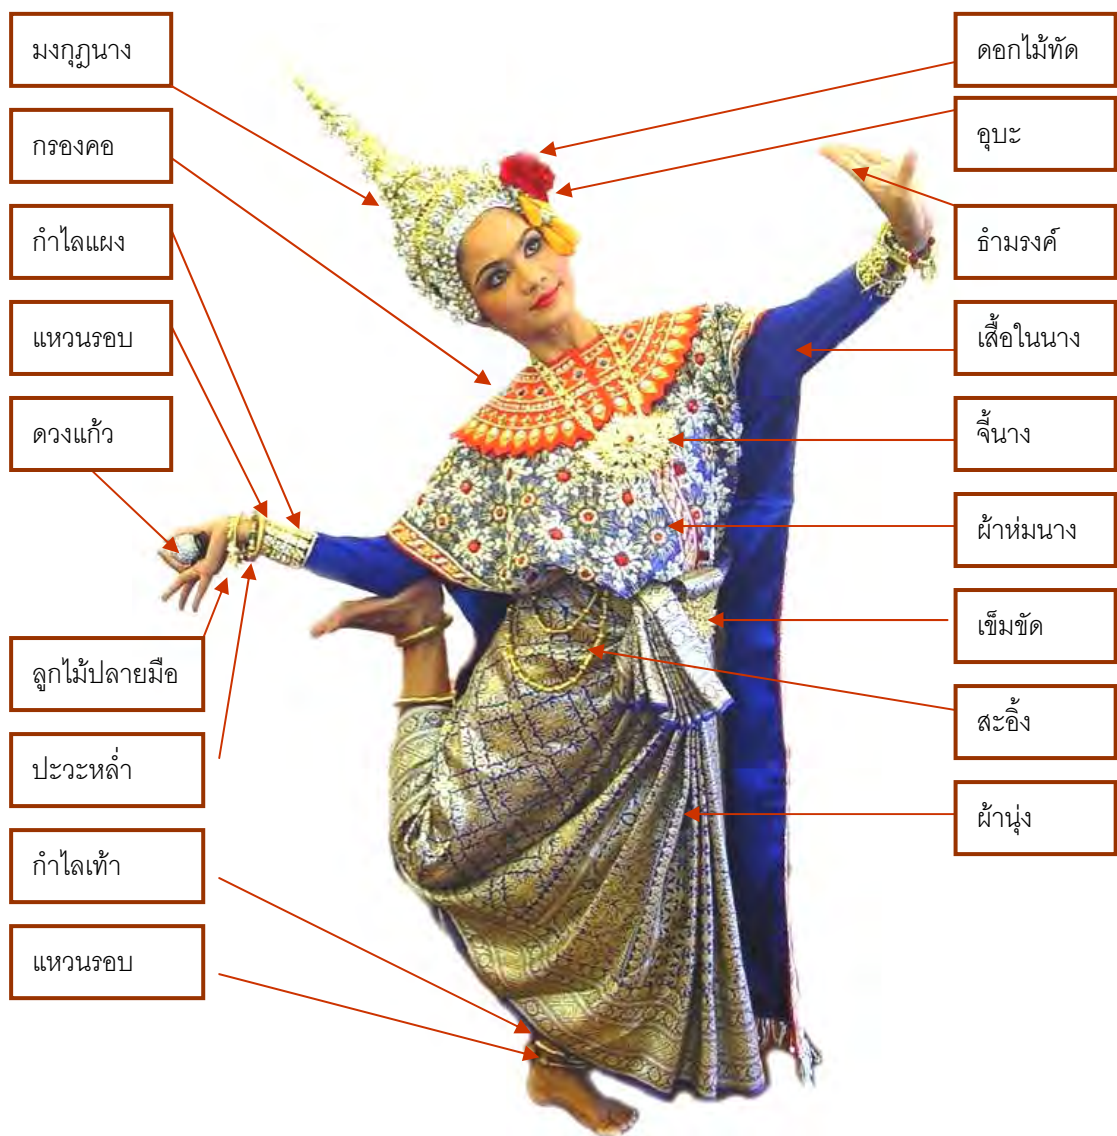 มงกุฎนาง
กรองคอ
กำไลแผง
แหวนรอบ
ดวงแก้ว
ลูกไม้ปลายมือ
ปะวะหล่ำ
กำไลเท้า
แหวนรอบ
ดอกไม้ทัด
อุบะ
ธำมรงค์
เสื้อในนาง
จี้นาง
ผ้าห่มนาง
เข็มขัด
สะอิ้ง
ผ้านุ่ง